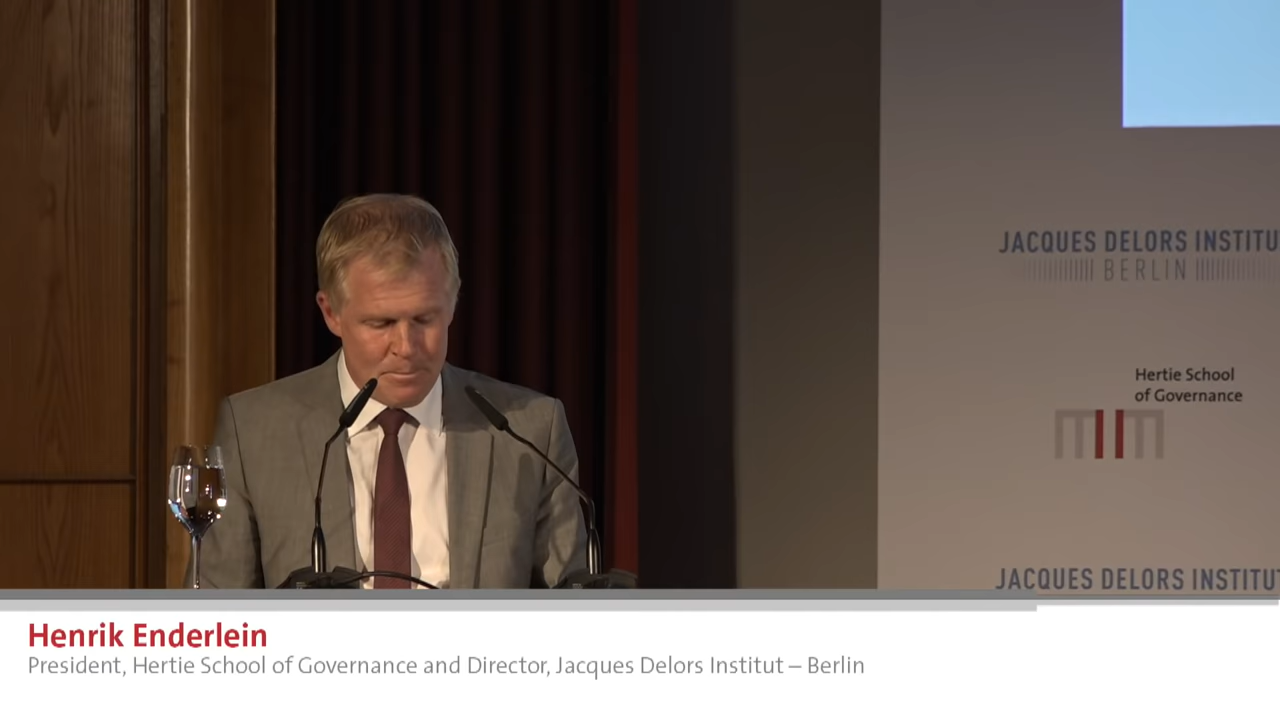 JACQUES DELORS INSTITU
BERLIN
Hertie School
of Governance
JACQUES DELORS INSTITUT
Henrik Enderlein
President, Hertie School of Governance and Director, Jacques Delors Institut – Berlin